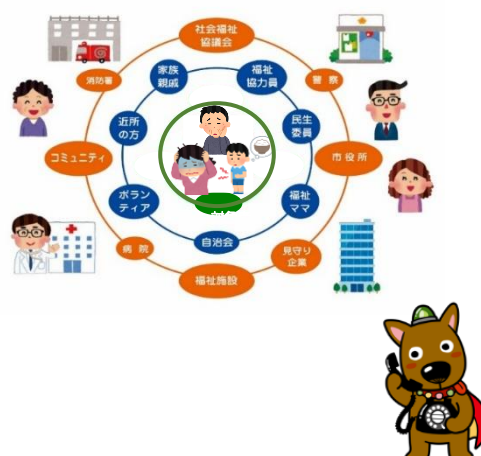 社会福祉
協議会
消防署
家族
親戚
福祉
協力員
警察
近所
の方
民生
委員
コミュニティ
市役所
ボラン
ティア
福祉
ママ
病院
自治会
見守り
企業
福祉施設